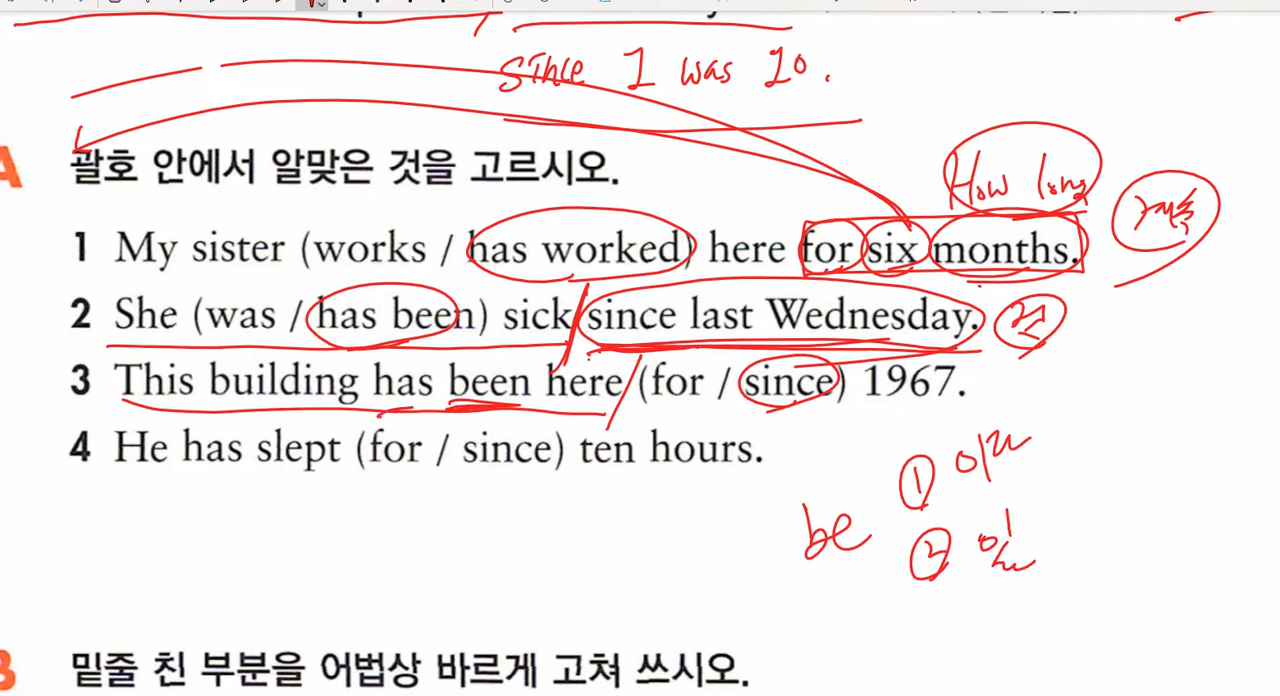 since I was 10.
A 괄호 안에서 알맞은 것을 고르시오.
How long
1 My sister (works / has worked) here for six months.
2 She (was / has been) sick since last Wednesday.
3 This building has been here (for / since) 1967.
4 He has slept (for / since) ten hours.
be ① 이다
② 있
B 밑줄 친 부분을 어법상 바르게 고쳐 쓰시오.